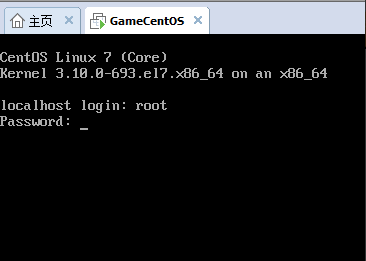 主页
GameCentOS
CentOS Linux 7 (Core)
Kernel 3.10.0-693.el7.x86_64 on an x86_64
localhost login: root
Password: _